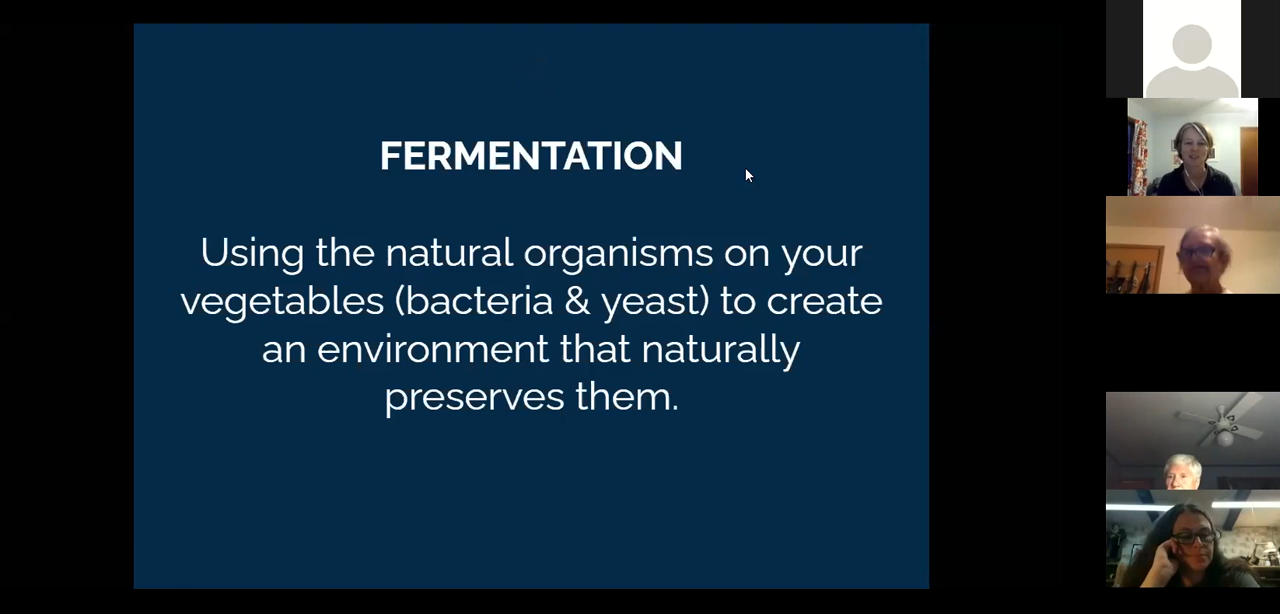 FERMENTATION
Using the natural organisms on your
vegetables (bacteria & yeast) to create
an environment that naturally
preserves them.